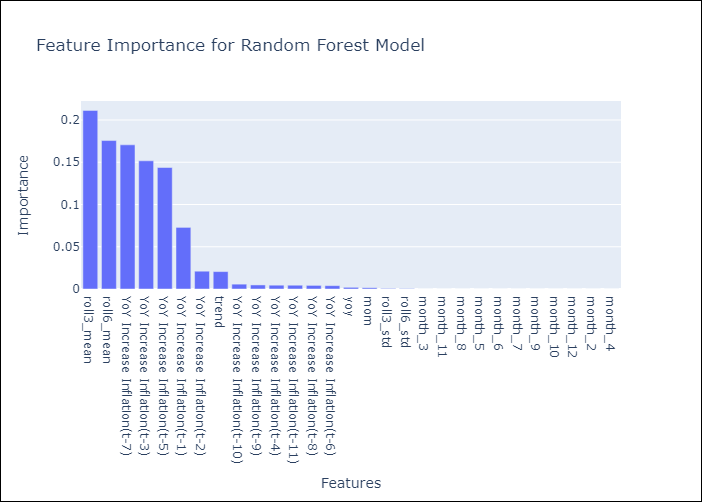 Feature Importance for Random Forest Model
Importance
0.2
0.15
0.1
0.05
0
roll3_mean
roll6_mean
YoY Increase Inflation(t-7)
YoY Increase Inflation(t-3)
YoY Increase Inflation(t-5)
YoY Increase Inflation(t-1)
YoY Increase Inflation(t-2)
trend
YoY Increase Inflation(t-10)
YoY Increase Inflation(t-9)
YoY Increase Inflation(t-4)
YoY Increase Inflation(t-11)
YoY Increase Inflation(t-8)
YoY Increase Inflation(t-6)
yoy
mom
roll3_std
roll6_std
month_3
month_11
month_8
month_5
month_6
month_7
month_9
month_10
month_12
month_2
month_4
Features